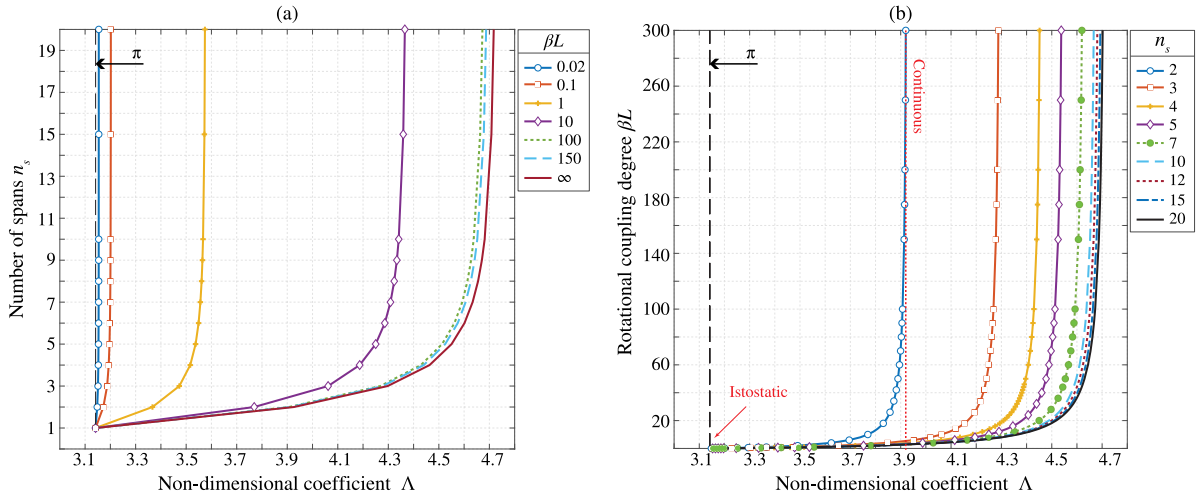 (a)
Number of spans n_s
19
17
15
13
11
9
7
5
3
1
3.1 3.3 3.5 3.7 3.9 4.1 4.3 4.5 4.7
Non-dimensional coefficient Λ
π
βL
0.02
0.1
1
10
100
150
∞
(b)
Rotational coupling degree βL
300
260
220
180
140
100
60
20
3.1 3.3 3.5 3.7 3.9 4.1 4.3 4.5 4.7
Non-dimensional coefficient Λ
π
Continuous
Istostatic
n_s
2
3
4
5
7
10
12
15
20